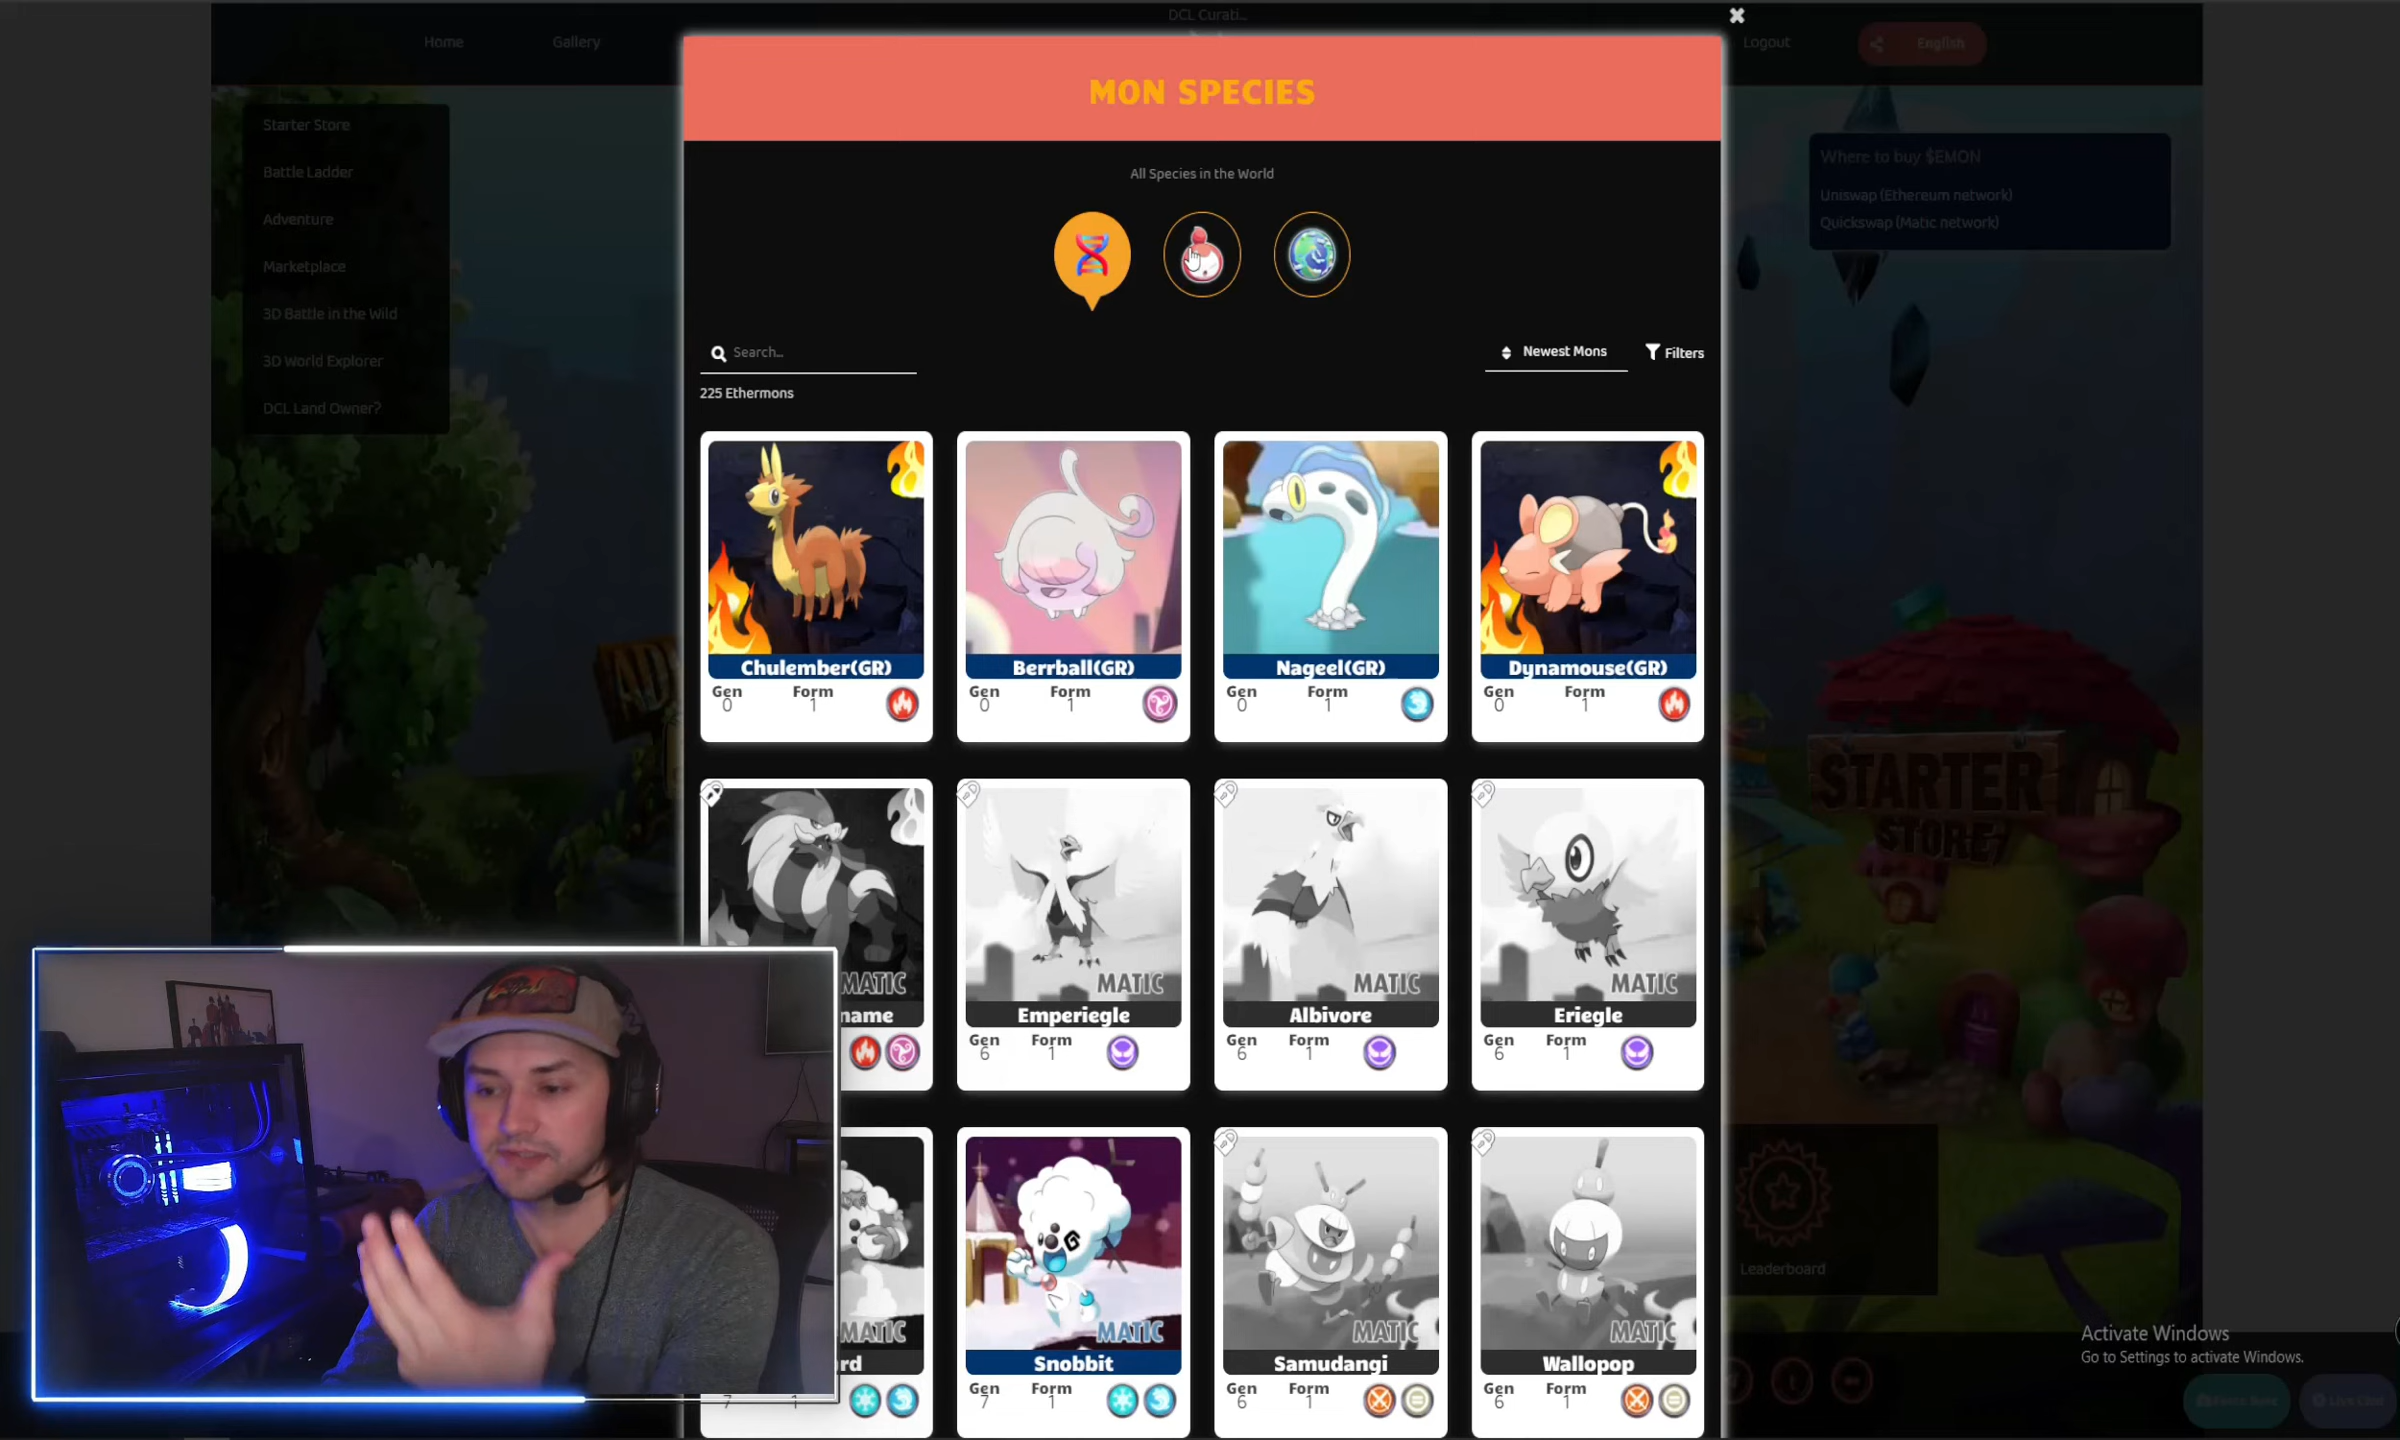 DCL Curati...
Home
Gallery
Logout
English
MON SPECIES
Starter Store
Battle Ladder
Adventure
Marketplace
3D Battle in the Wild
3D World Explorer
DCL Land Owner?
Where to buy $EMON
Uniswap (Ethereum network)
Quickswap (Matic network)
All Species in the World
Search...
Newest Mons
Filters
225 Ethermons
Chulember(GR)
Gen Form
0 1
Berrball(GR)
Gen Form
0 1
Nageel(GR)
Gen Form
0 1
Dynamouse(GR)
Gen Form
0 1
MATIC
name
MATIC
Emperiegle
Gen Form
6 1
MATIC
Albivore
Gen Form
6 1
MATIC
Eriegle
Gen Form
6 1
STARTER
STORE
MATIC
rd
7 1
MATIC
Snobbit
Gen Form
7 1
MATIC
Samudangi
Gen Form
6 1
MATIC
Wallopop
Gen Form
6 1
Leaderboard
Activate Windows
Go to Settings to activate Windows.
Live Chat